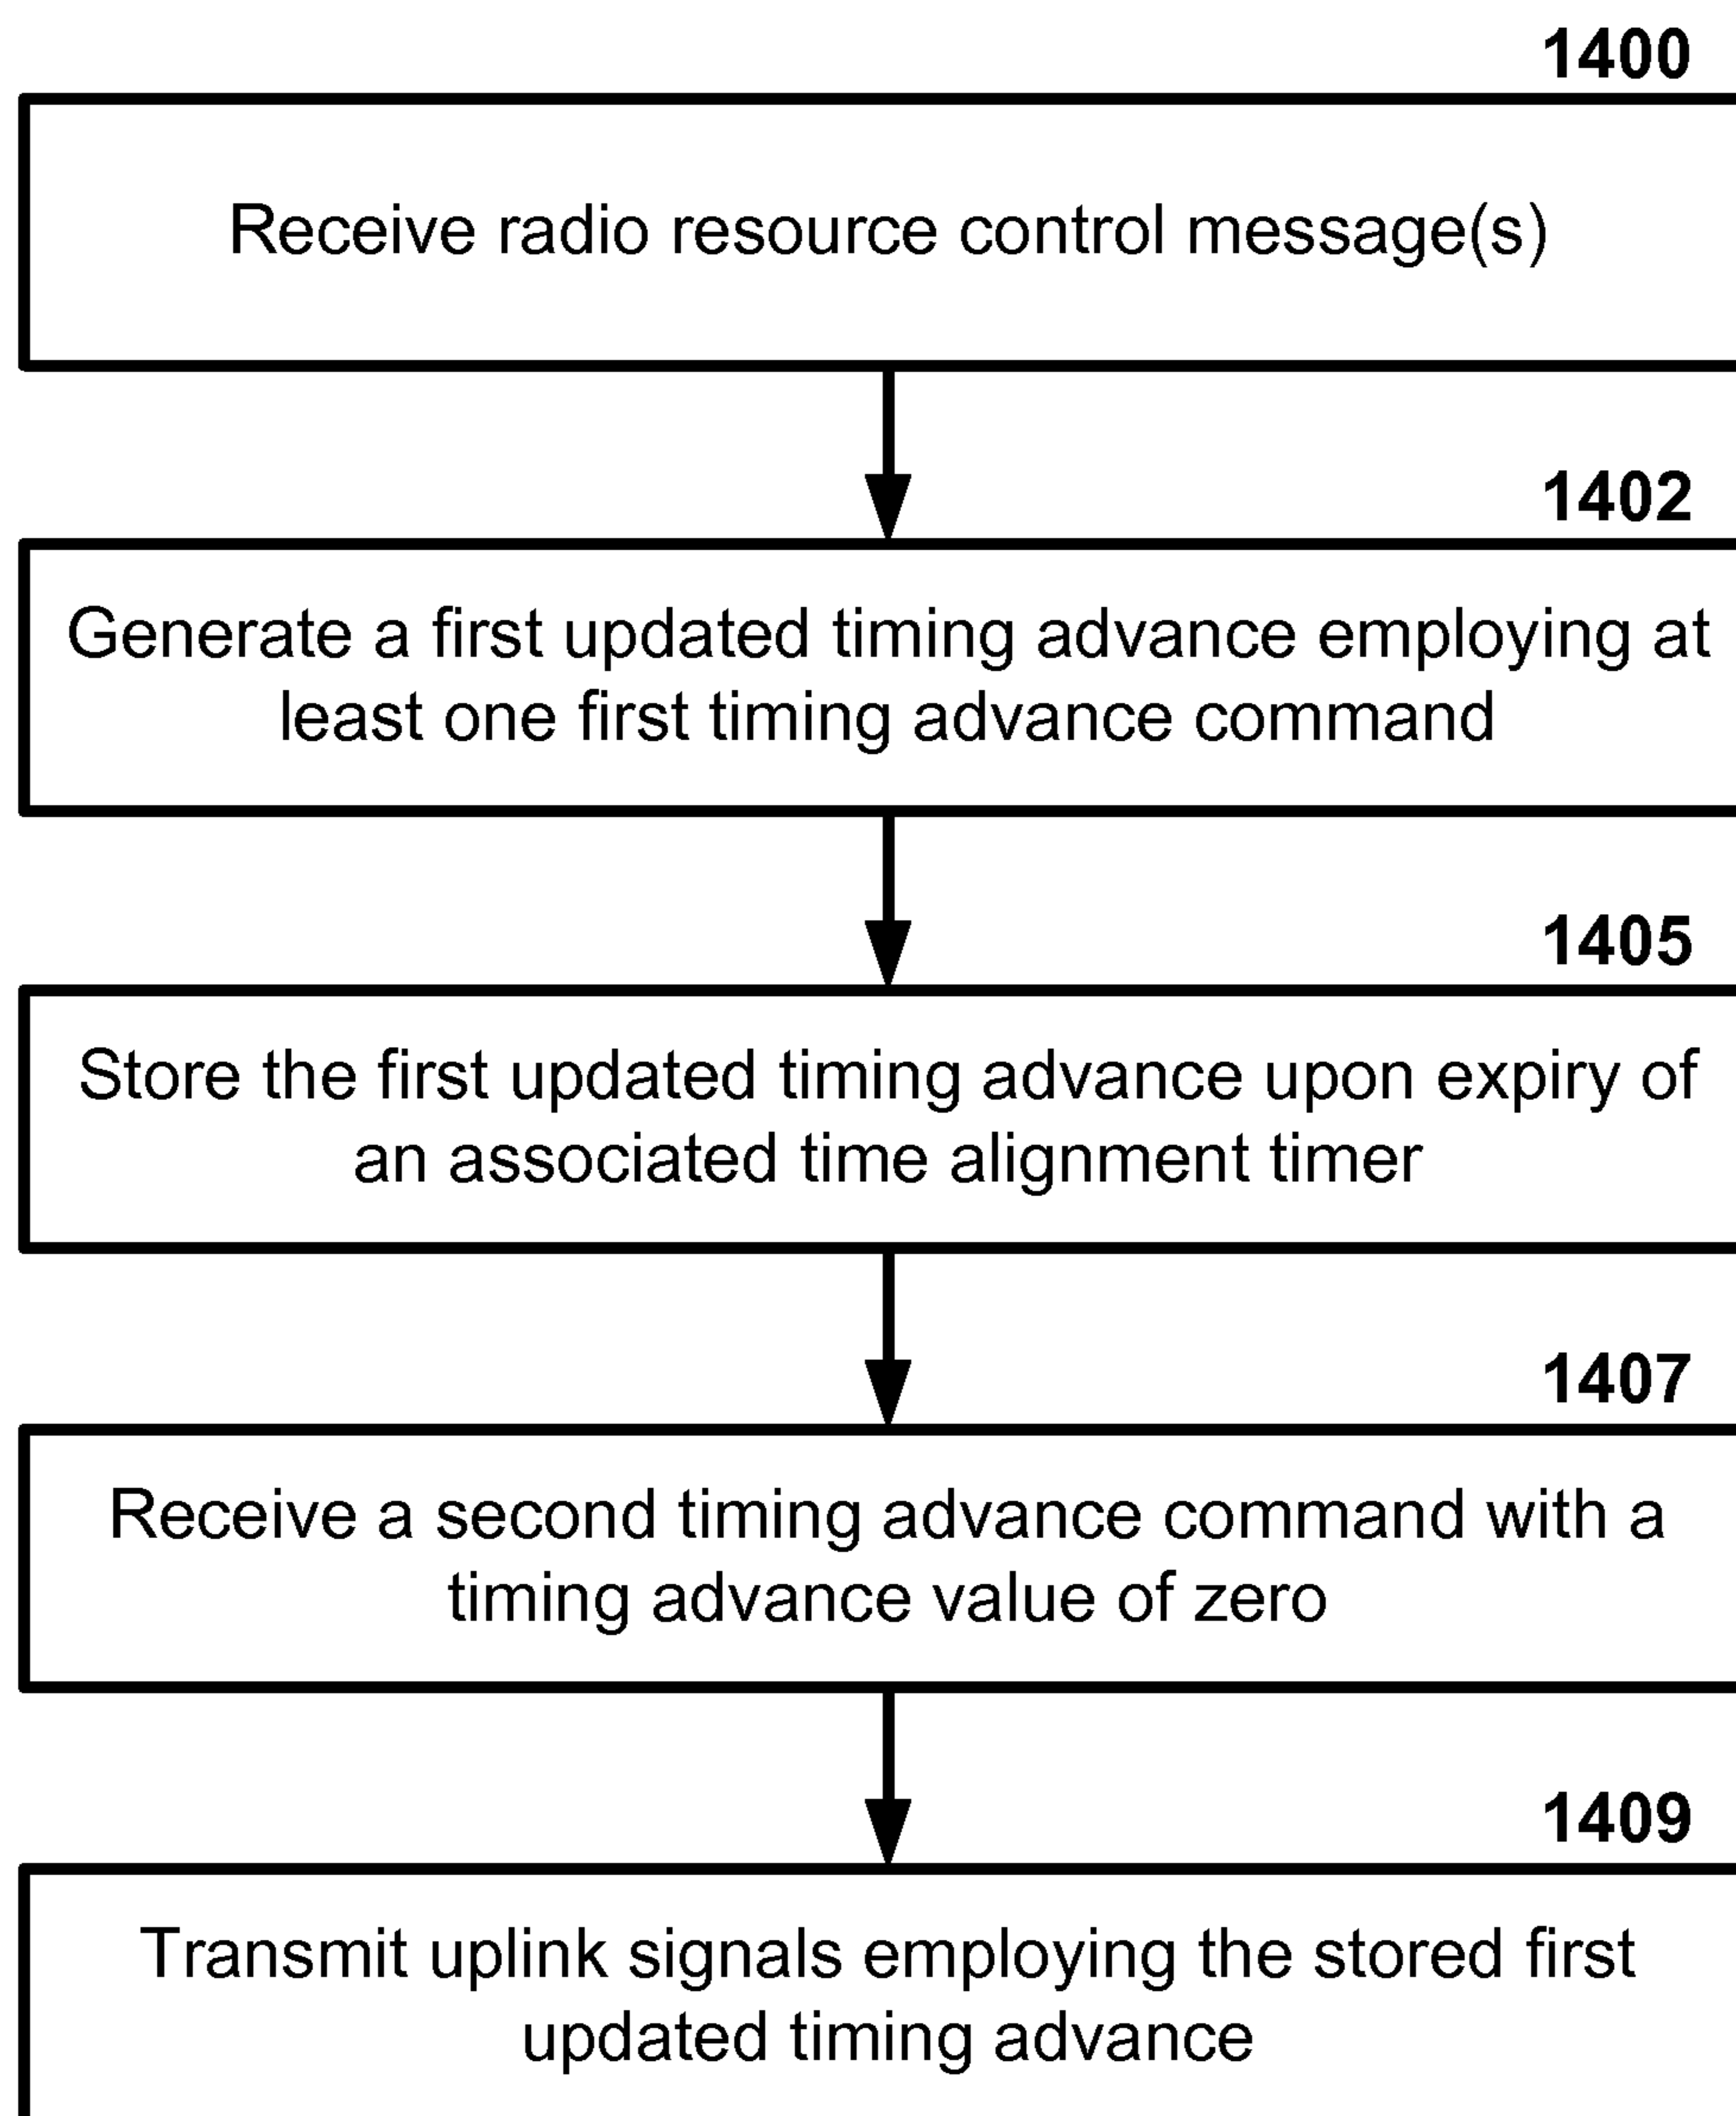 1400
Receive radio resource control message(s)
1402
Generate a first updated timing advance employing at
least one first timing advance command
1405
Store the first updated timing advance upon expiry of
an associated time alignment timer
1407
Receive a second timing advance command with a
timing advance value of zero
1409
Transmit uplink signals employing the stored first
updated timing advance